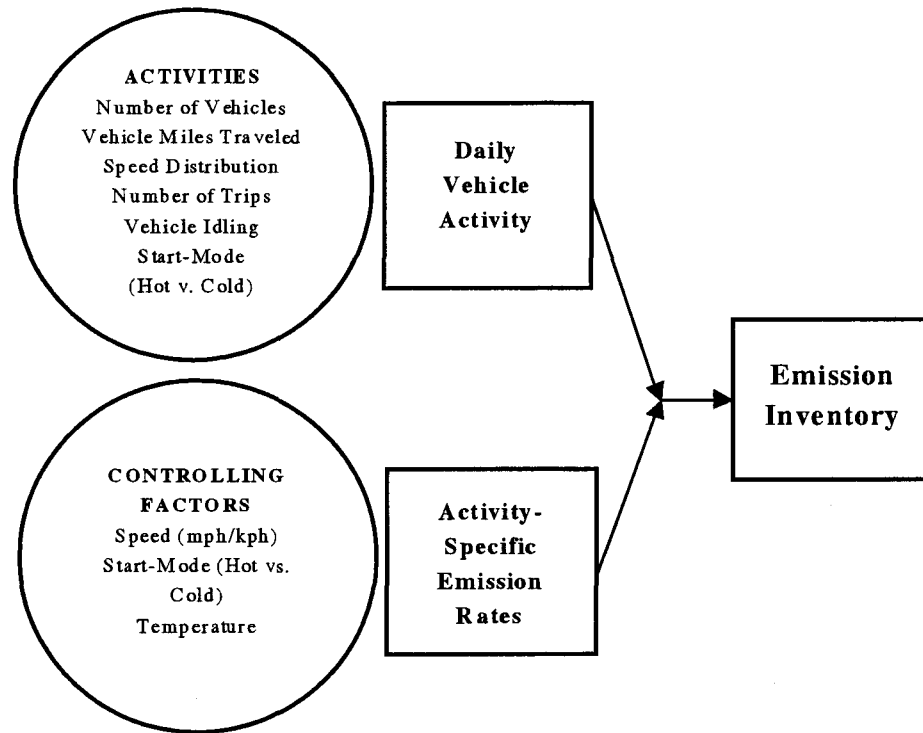 ACTIVITIES
Number of Vehicles
Vehicle Miles Traveled
Speed Distribution
Number of Trips
Vehicle Idling
Start-Mode
(Hot v. Cold)
Daily
Vehicle
Activity
Emission
Inventory
CONTROLLING
FACTORS
Speed (mph/kph)
Start-Mode (Hot vs.
Cold)
Temperature
Activity-
Specific
Emission
Rates